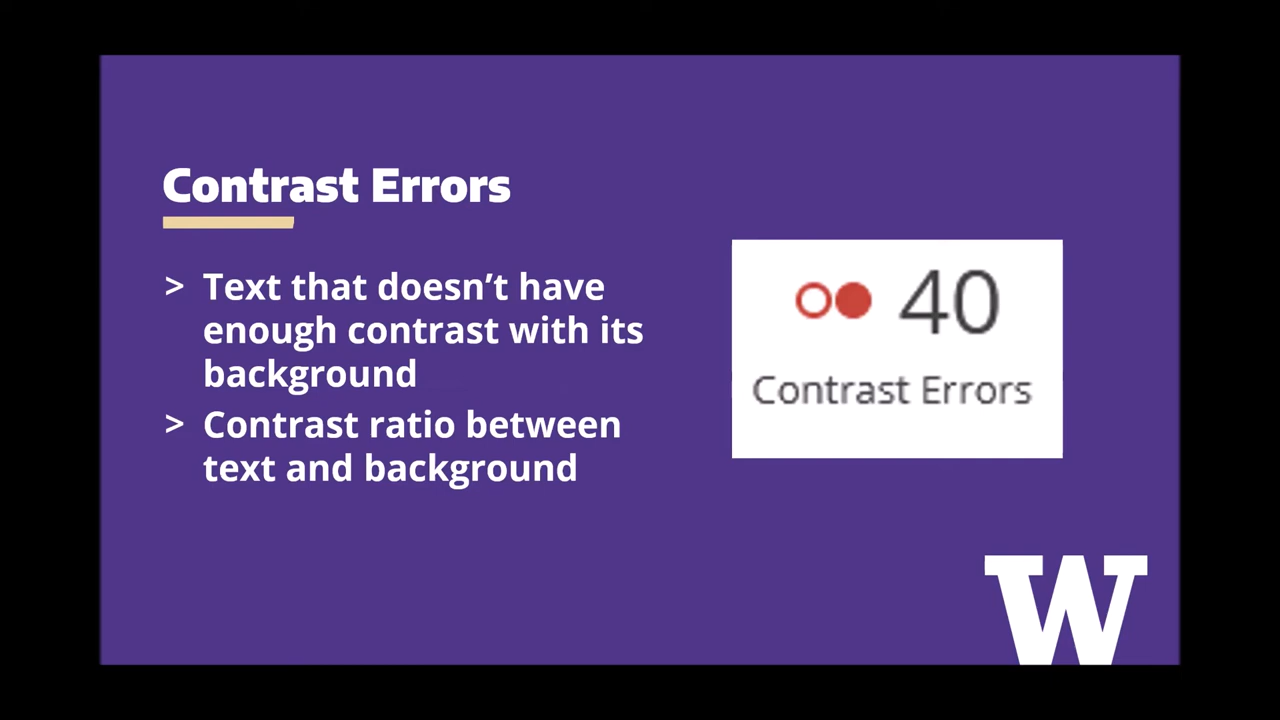 Contrast Errors
> Text that doesn’t have
enough contrast with its
background
> Contrast ratio between
text and background
40
Contrast Errors
W